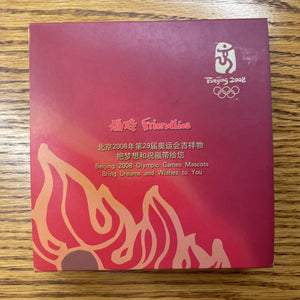 Beijing 2008
福娃 Friendlies
北京2008年第29届奥运会吉祥物
把梦想和祝福带给您
Beijing 2008 Olympic Games Mascots
Bring Dreams and Wishes to You